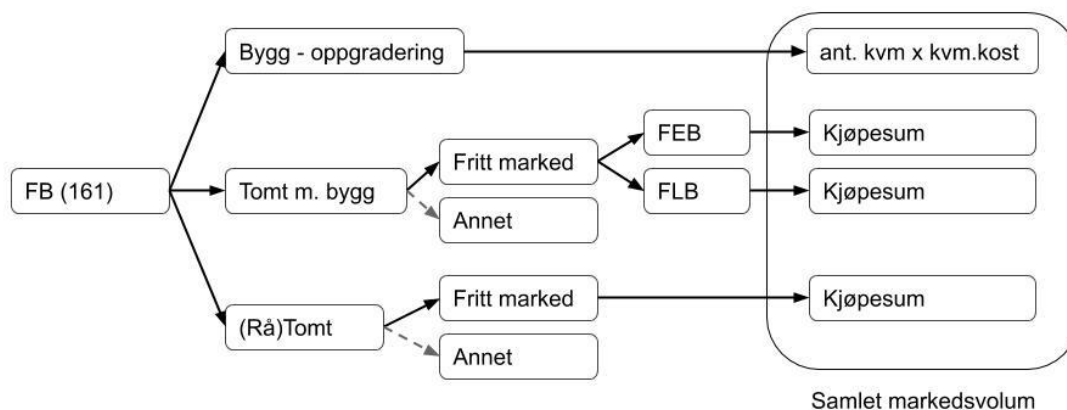 Bygg - oppgradering
ant. kvm x kvm.kost
FEB
Kjøpesum
Fritt marked
FB (161)
Tomt m. bygg
FLB
Kjøpesum
Annet
Fritt marked
Kjøpesum
(Rå)Tomt
Annet
Samlet markedsvolum